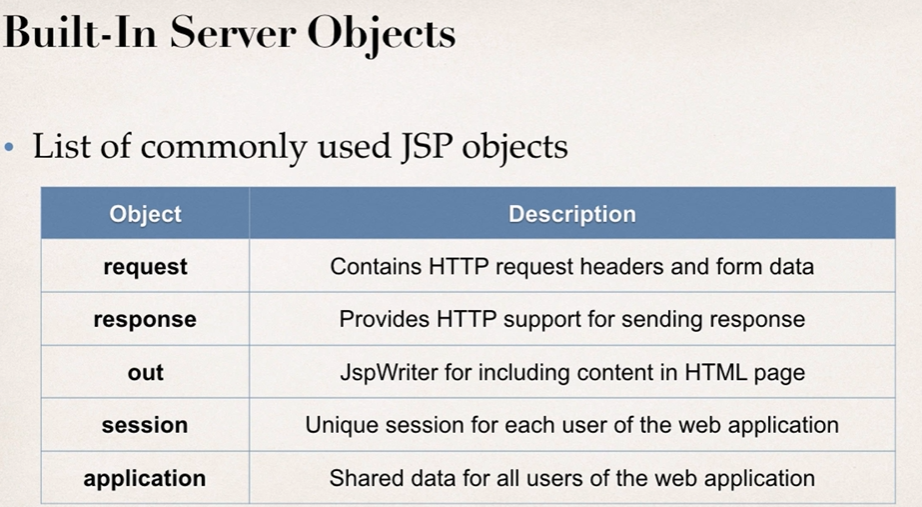 Built-In Server Objects
• List of commonly used JSP objects
Object Description
request Contains HTTP request headers and form data
response Provides HTTP support for sending response
out JspWriter for including content in HTML page
session Unique session for each user of the web application
application Shared data for all users of the web application